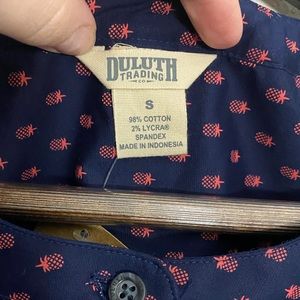 DULUTH
TRADING
CO
S
98% COTTON
2% LYCRA®
SPANDEX
MADE IN INDONESIA